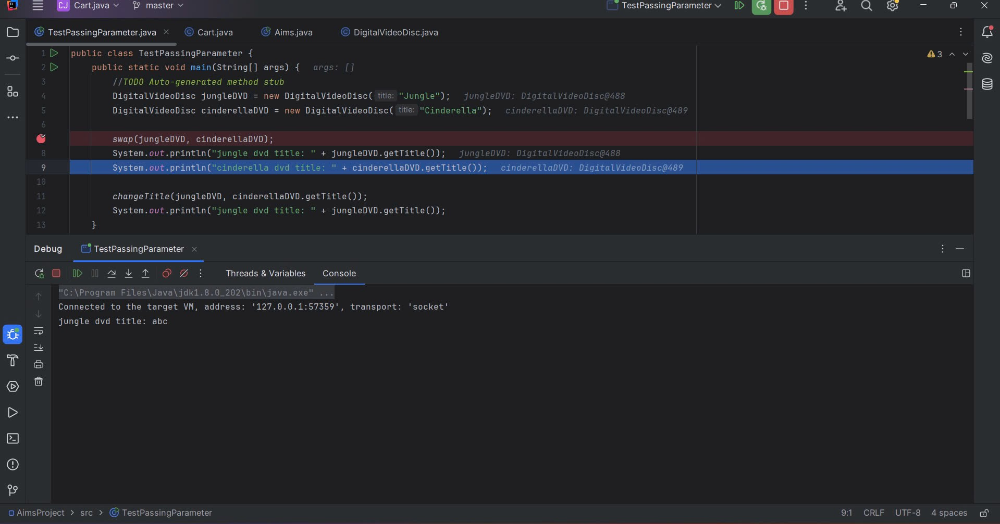 CJ Cart.java master TestPassingParameter
TestPassingParameter.java Cart.java Aims.java DigitalVideoDisc.java
1 public class TestPassingParameter { 3
2 public static void main(String[] args) { args: []
3 //TODO Auto-generated method stub
4 DigitalVideoDisc jungleDVD = new DigitalVideoDisc( title: "Jungle"); jungleDVD: DigitalVideoDisc@488
5 DigitalVideoDisc cinderellaDVD = new DigitalVideoDisc( title: "Cinderella"); cinderellaDVD: DigitalVideoDisc@489
6
swap(jungleDVD, cinderellaDVD);
8 System.out.println("jungle dvd title: " + jungleDVD.getTitle()); jungleDVD: DigitalVideoDisc@488
9 System.out.println("cinderella dvd title: " + cinderellaDVD.getTitle()); cinderellaDVD: DigitalVideoDisc@489
10
11 changeTitle(jungleDVD, cinderellaDVD.getTitle());
12 System.out.println("jungle dvd title: " + jungleDVD.getTitle());
13 }
Debug TestPassingParameter
Threads & Variables Console
"C:\Program Files\Java\jdk1.8.0_202\bin\java.exe" ...
Connected to the target VM, address: '127.0.0.1:57359', transport: 'socket'
jungle dvd title: abc
AimsProject > src > TestPassingParameter 9:1 CRLF UTF-8 4 spaces